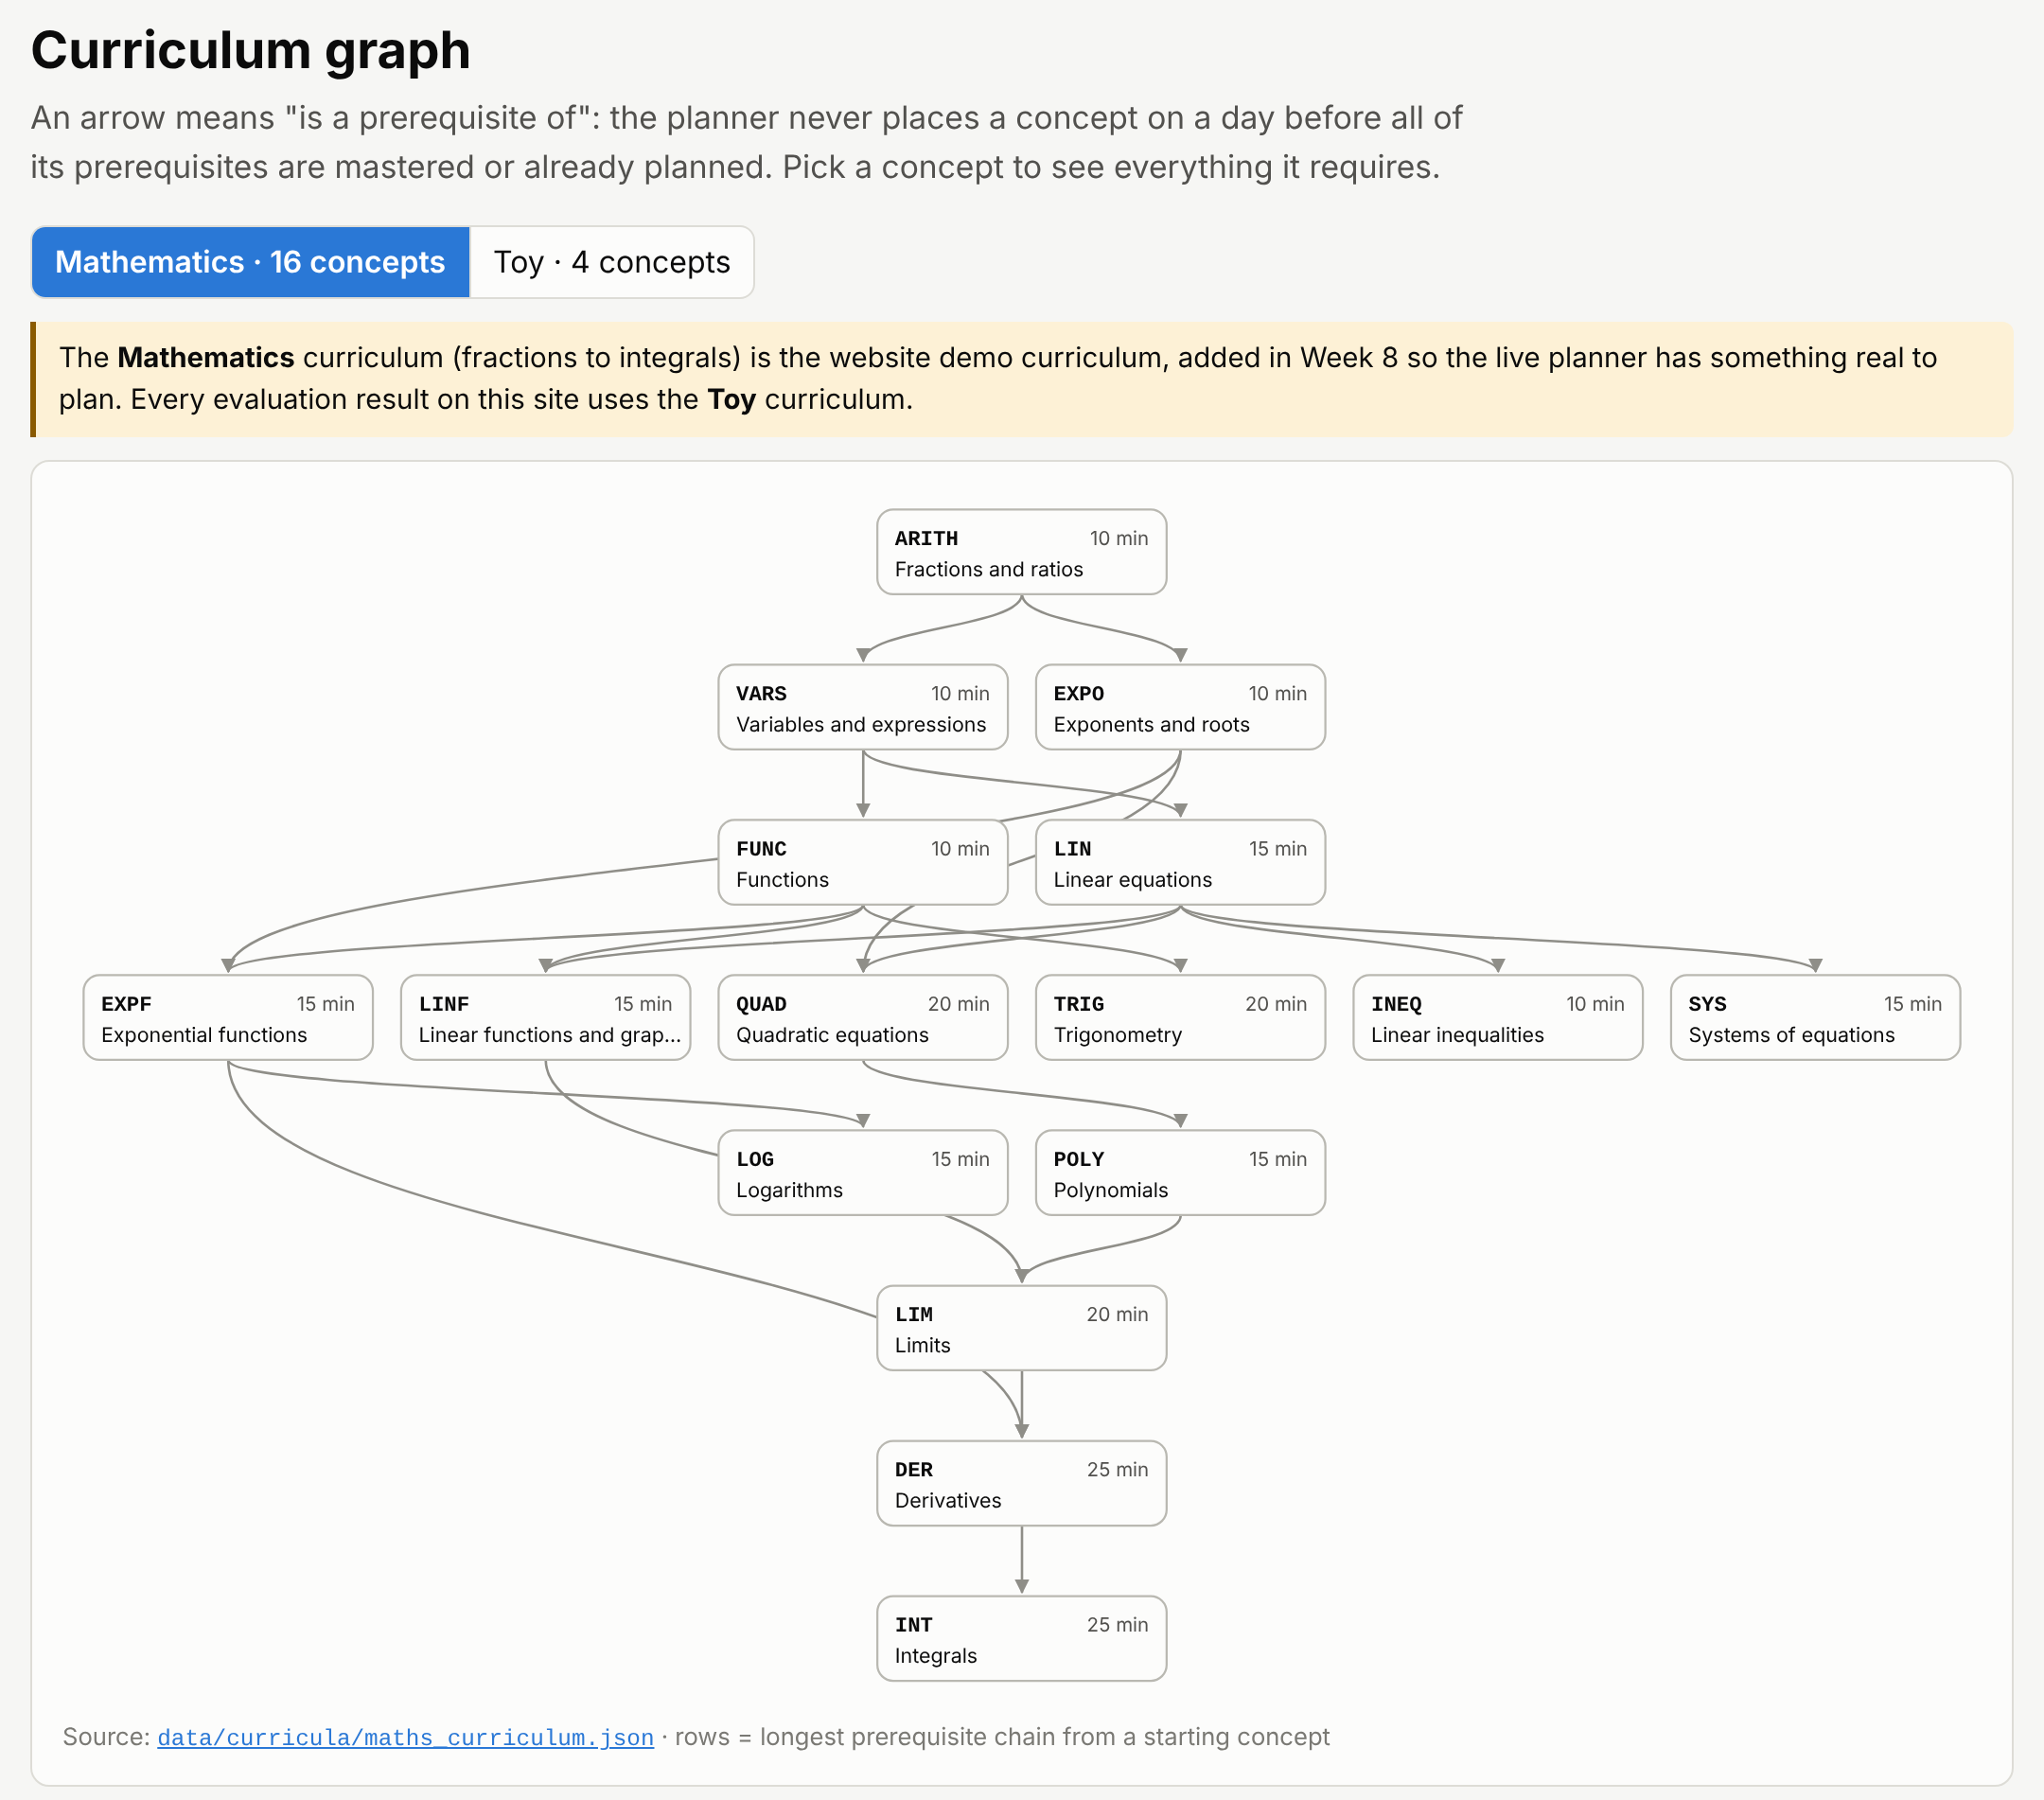 Curriculum graph
An arrow means "is a prerequisite of": the planner never places a concept on a day before all of
its prerequisites are mastered or already planned. Pick a concept to see everything it requires.
Mathematics · 16 concepts
Toy · 4 concepts
The Mathematics curriculum (fractions to integrals) is the website demo curriculum, added in Week 8 so the live planner has something real to
plan. Every evaluation result on this site uses the Toy curriculum.
ARITH 10 min
Fractions and ratios
VARS 10 min
Variables and expressions
EXPO 10 min
Exponents and roots
FUNC 10 min
Functions
LIN 15 min
Linear equations
EXPF 15 min
Exponential functions
LINF 15 min
Linear functions and grap...
QUAD 20 min
Quadratic equations
TRIG 20 min
Trigonometry
INEQ 10 min
Linear inequalities
SYS 15 min
Systems of equations
LOG 15 min
Logarithms
POLY 15 min
Polynomials
LIM 20 min
Limits
DER 25 min
Derivatives
INT 25 min
Integrals
Source: data/curricula/maths_curriculum.json · rows = longest prerequisite chain from a starting concept